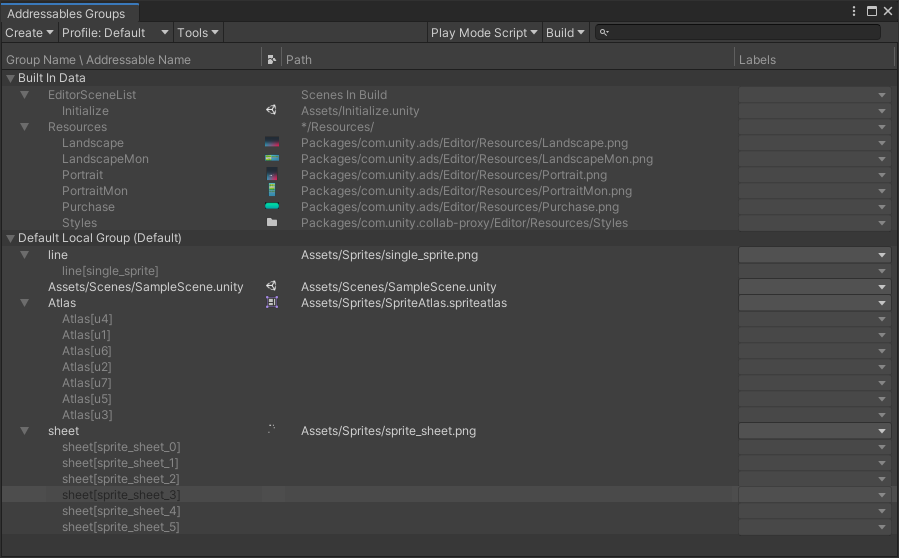 Addressables Groups
Create Profile: Default Tools Play Mode Script Build
Group Name \ Addressable Name Path Labels
Built In Data
EditorSceneList Scenes In Build
Initialize Assets/Initialize.unity
Resources */Resources/
Landscape Packages/com.unity.ads/Editor/Resources/Landscape.png
LandscapeMon Packages/com.unity.ads/Editor/Resources/LandscapeMon.png
Portrait Packages/com.unity.ads/Editor/Resources/Portrait.png
PortraitMon Packages/com.unity.ads/Editor/Resources/PortraitMon.png
Purchase Packages/com.unity.ads/Editor/Resources/Purchase.png
Styles Packages/com.unity.collab-proxy/Editor/Resources/Styles
Default Local Group (Default)
line Assets/Sprites/single_sprite.png
line[single_sprite]
Assets/Scenes/SampleScene.unity Assets/Scenes/SampleScene.unity
Atlas Assets/Sprites/SpriteAtlas.spriteatlas
Atlas[u4]
Atlas[u1]
Atlas[u6]
Atlas[u2]
Atlas[u7]
Atlas[u5]
Atlas[u3]
sheet Assets/Sprites/sprite_sheet.png
sheet[sprite_sheet_0]
sheet[sprite_sheet_1]
sheet[sprite_sheet_2]
sheet[sprite_sheet_3]
sheet[sprite_sheet_4]
sheet[sprite_sheet_5]